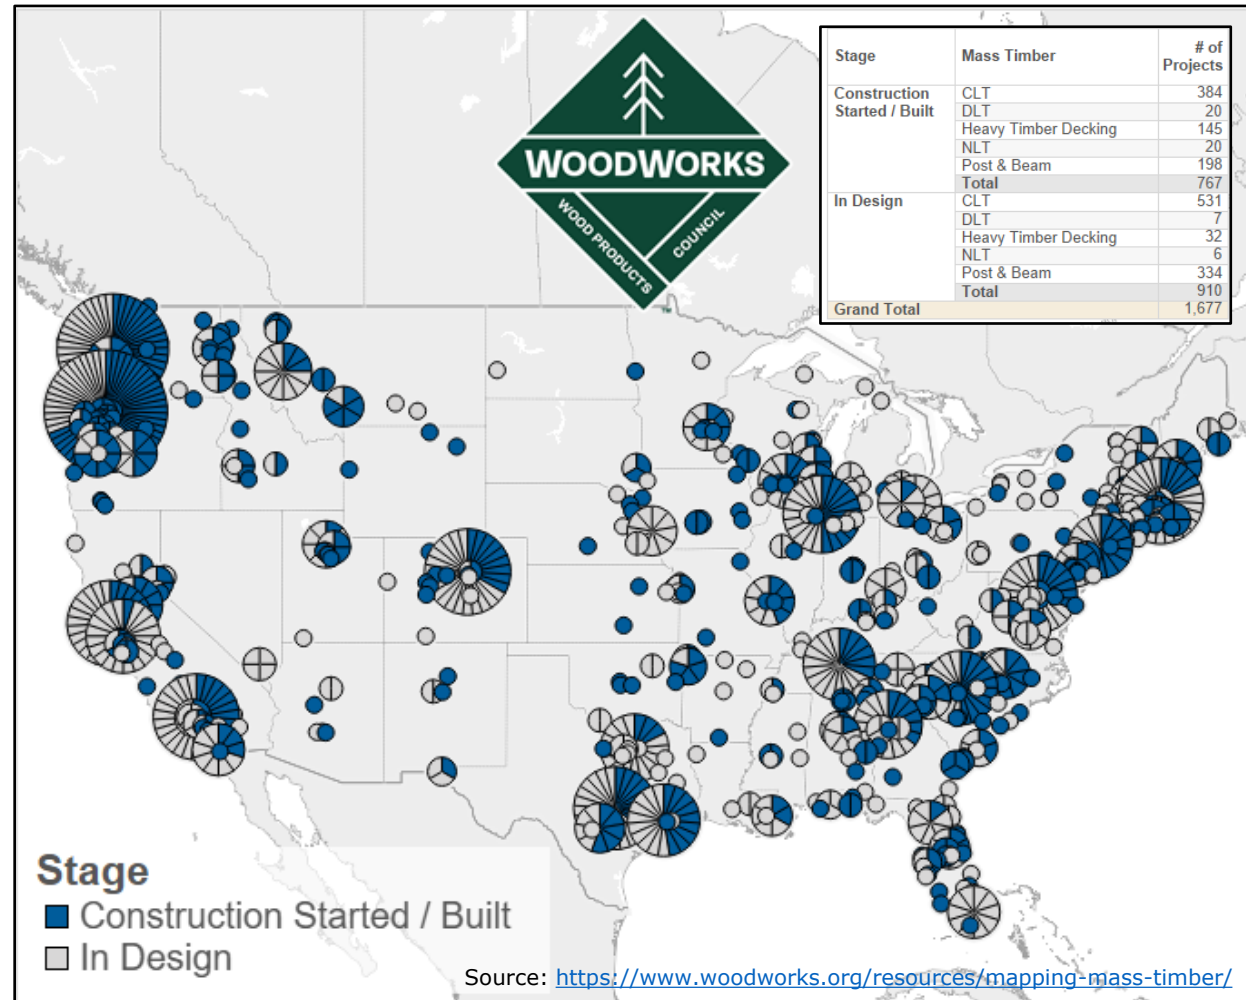 WOODWORKS
WOOD PRODUCTS
COUNCIL
™
Stage Mass Timber # of Projects
Construction Started / Built CLT 384
DLT 20
Heavy Timber Decking 145
NLT 20
Post & Beam 198
Total 767
In Design CLT 531
DLT 7
Heavy Timber Decking 32
NLT 6
Post & Beam 334
Total 910
Grand Total 1,677
Stage
Construction Started / Built
In Design
Source: https://www.woodworks.org/resources/mapping-mass-timber/